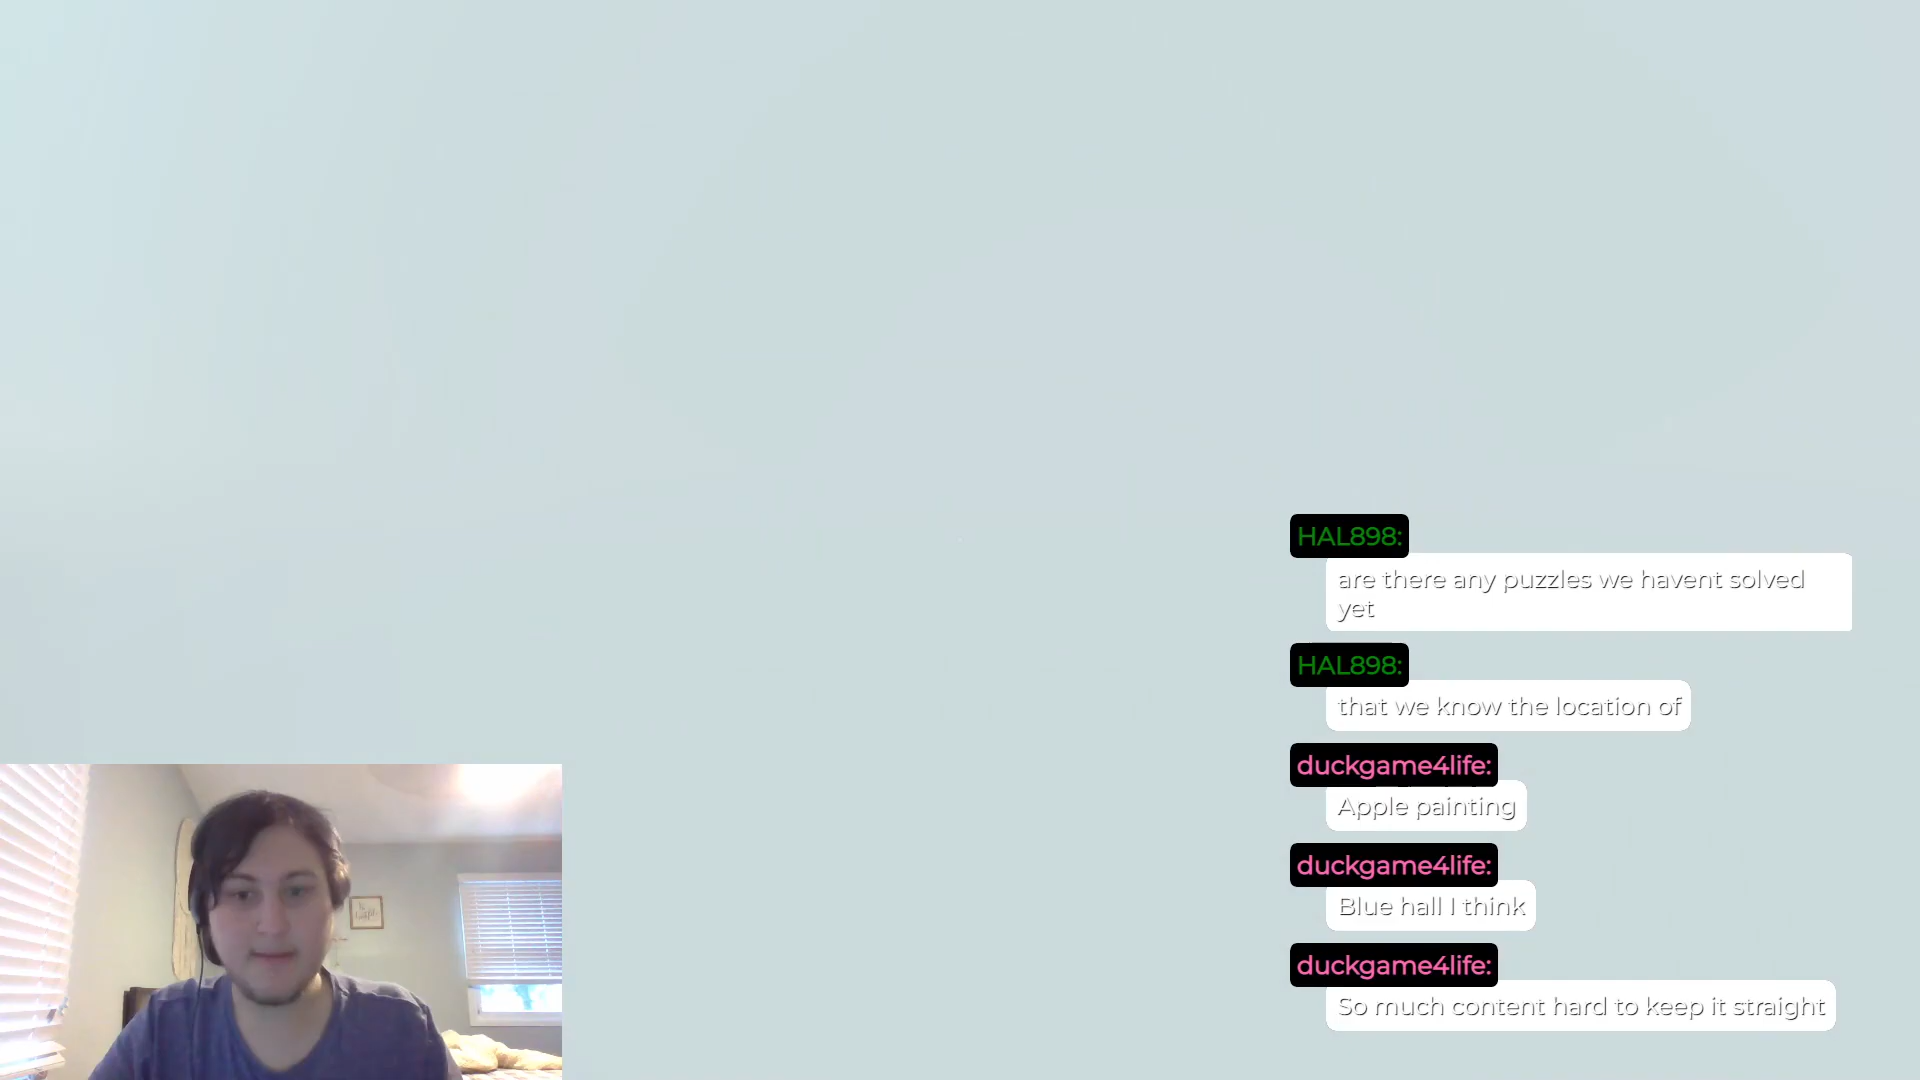 HAL898:
are there any puzzles we havent solved
yet
HAL898:
that we know the location of
duckgame4life:
Apple painting
duckgame4life:
Blue hall I think
duckgame4life:
So much content hard to keep it straight